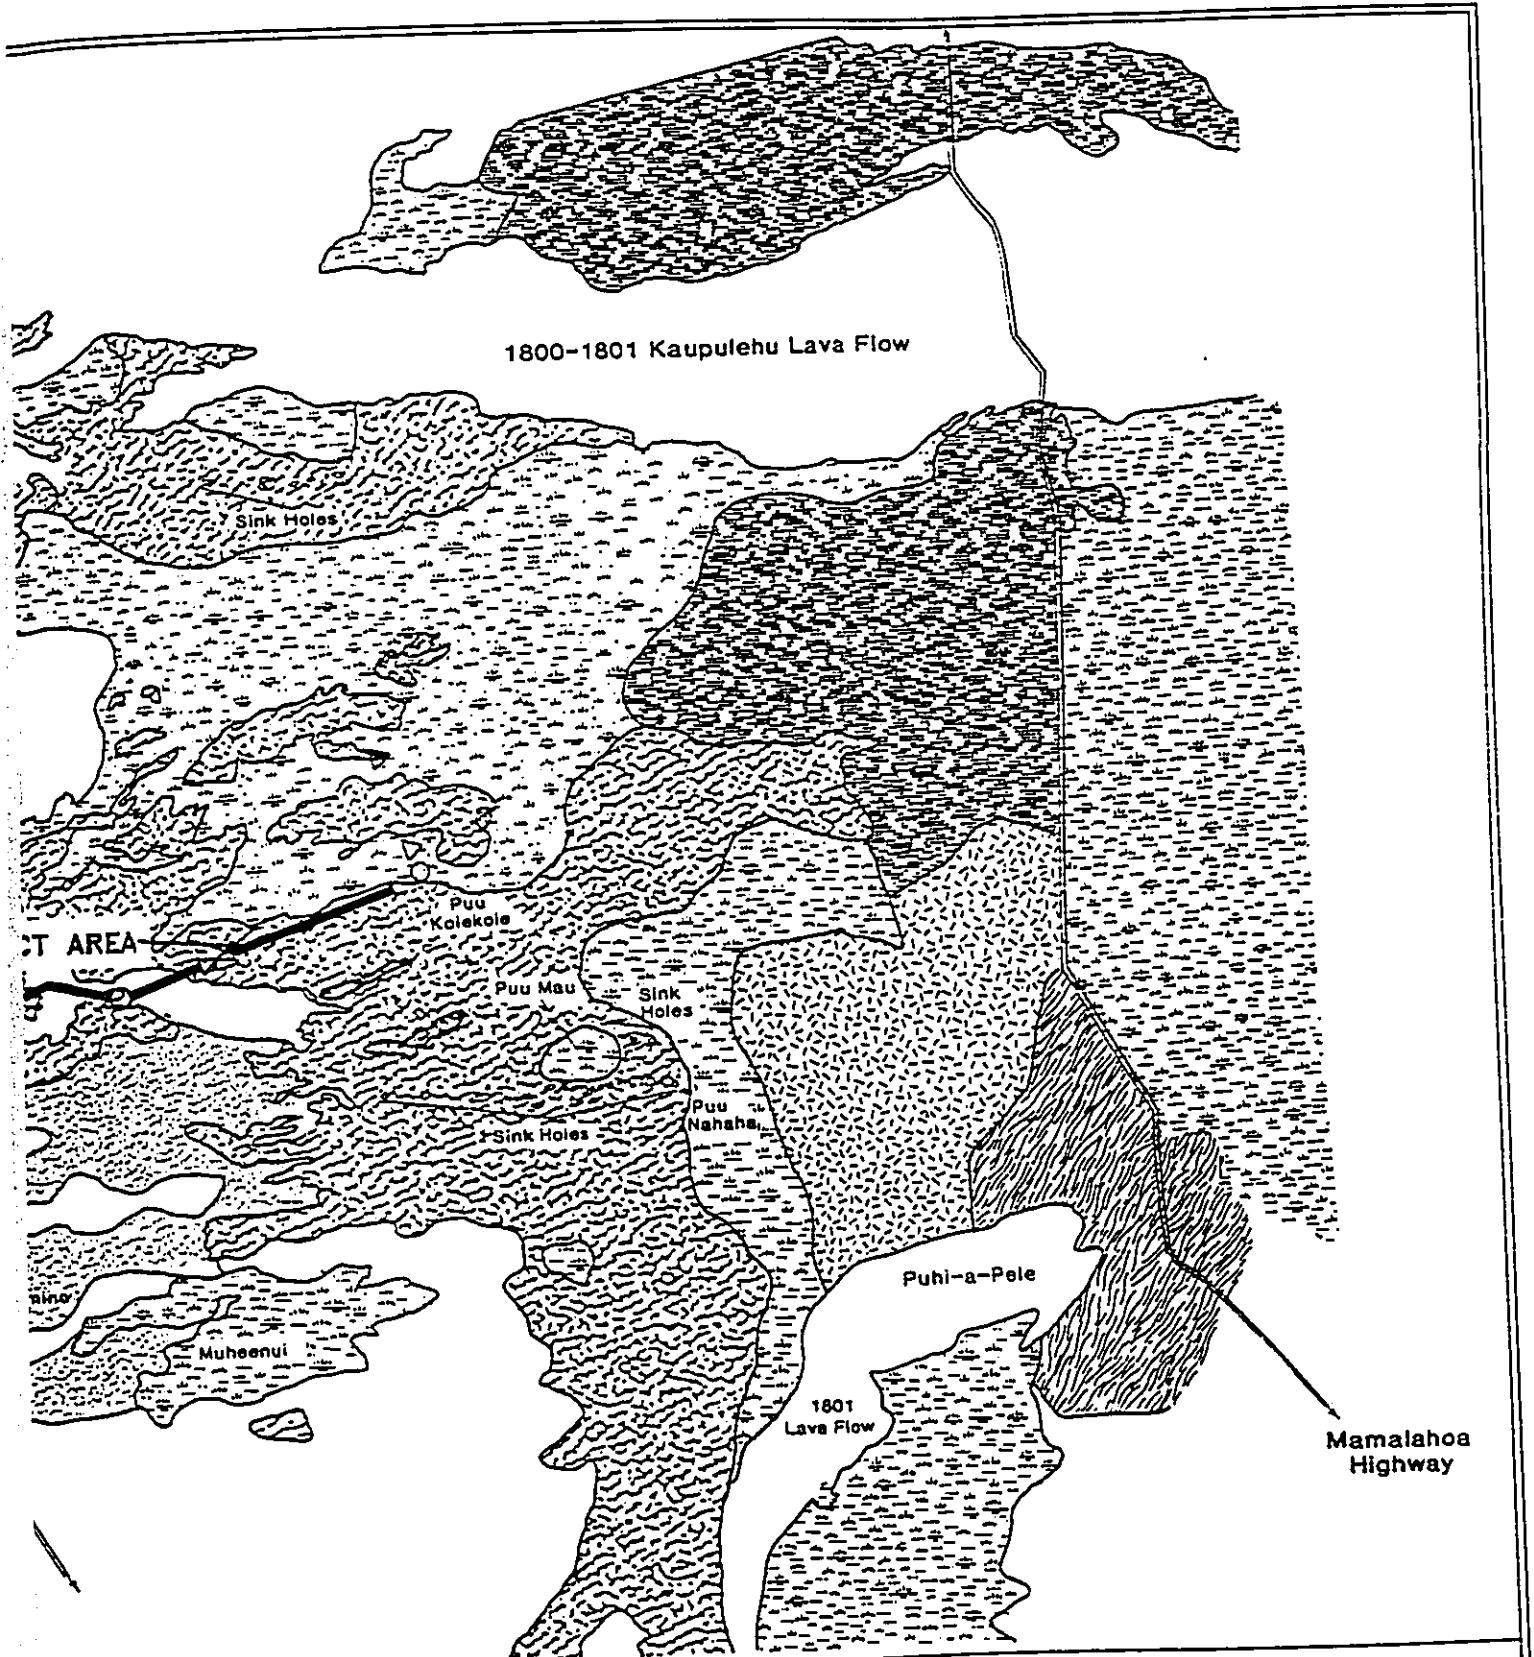 1800-1801 Kaupulehu Lava Flow
Sink Holes
Puu
Kolekole
CT AREA
Puu Mau
Sink
Holes
Puu
Nahaha
Sink Holes
Puhi-a-Pele
Muheenui
1801
Lava Flow
Mamalahoa
Highway